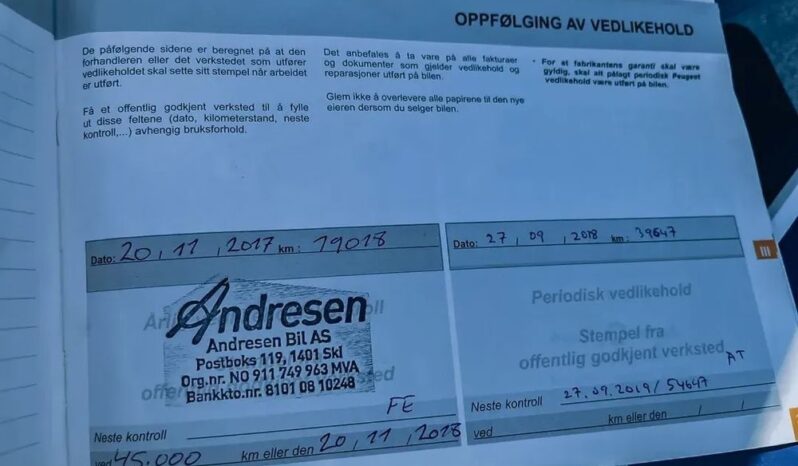 OPPFØLGING AV VEDLIKEHOLD
De påfølgende sidene er beregnet på at den
forhandleren eller det verkstedet som utfører
vedlikeholdet skal sette sitt stempel når arbeidet
er utført.
Få et offentlig godkjent verksted til å fylle
ut disse feltene (dato, kilometerstand, neste
kontroll,...) avhengig bruksforhold.
Det anbefales å ta vare på alle fakturaer
og dokumenter som gjelder vedlikehold og
reparasjoner utført på bilen.
Glem ikke å overlevere alle papirene til den nye
eieren dersom du selger bilen.
• For at fabrikantens garanti skal være
gyldig, skal alt pålagt periodisk Peugeot
vedlikehold være utført på bilen.
III
Dato: 20, 11, 2017 km: 19018
Andresen
Andresen Bil AS
Postboks 119, 1401 Ski
Org.nr. NO 911 749 963 MVA
Bankkto.nr. 8101 08 10248
FE
Neste kontroll
ved 45.000 km eller den 20, 11, 2018
Dato: 27, 09, 2018 km: 39647
Periodisk vedlikehold
Stempel fra
offentlig godkjent verksted
AT
Neste kontroll 27.09.2019/54647
ved km eller den / /